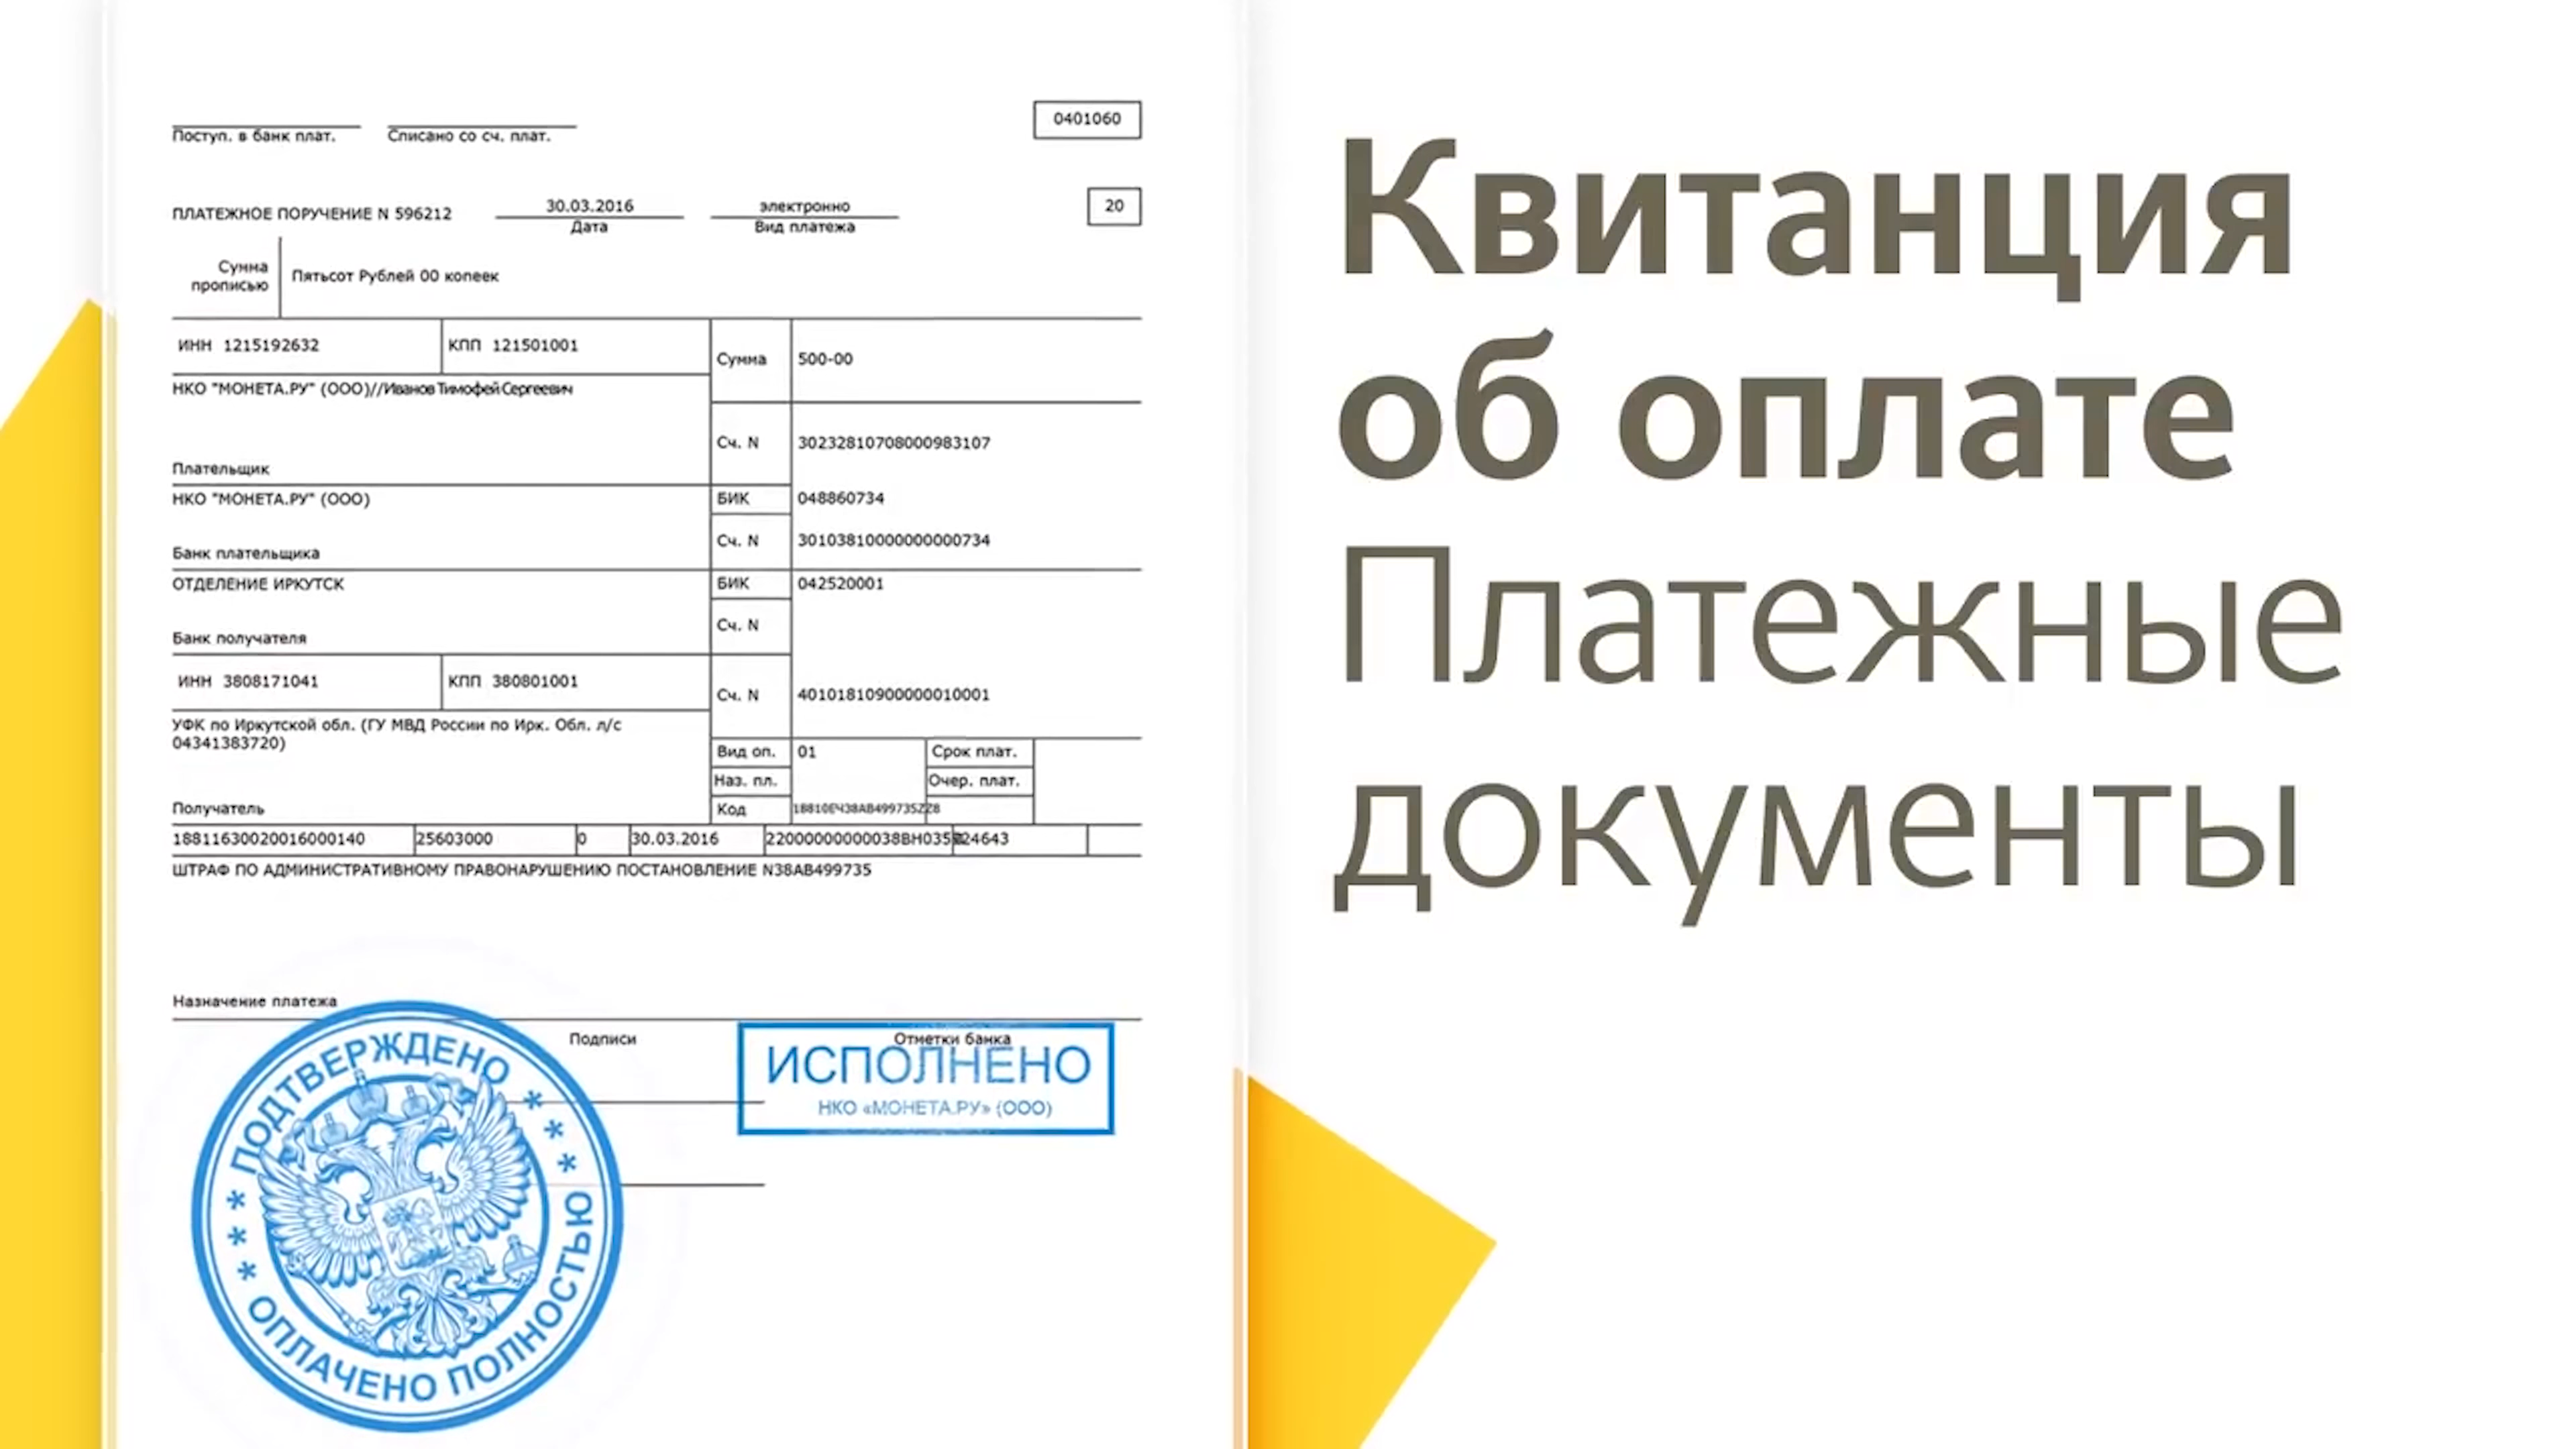 Поступ. в банк плат.
Списано со сч. плат.
0401060
ПЛАТЕЖНОЕ ПОРУЧЕНИЕ N 596212
30.03.2016
Дата
электронно
Вид платежа
20
Сумма
прописью
Пятьсот Рублей 00 копеек
ИНН 1215192632
КПП 121501001
Сумма
500-00
НКО "МОНЕТА.РУ" (ООО)//Иванов Тимофей Сергеевич
Сч. N
30232810708000983107
Плательщик
НКО "МОНЕТА.РУ" (ООО)
БИК
048860734
Сч. N
30103810000000000734
Банк плательщика
ОТДЕЛЕНИЕ ИРКУТСК
БИК
042520001
Сч. N
Банк получателя
ИНН 3808171041
КПП 380801001
Сч. N
40101810900000010001
УФК по Иркутской обл. (ГУ МВД России по Ирк. Обл. л/с
04341383720)
Вид оп.
01
Срок плат.
Наз. пл.
Очер. плат.
Получатель
Код
18811630020016000140
25603000
0
30.03.2016
ШТРАФ ПО АДМИНИСТРАТИВНОМУ ПРАВОНАРУШЕНИЮ ПОСТАНОВЛЕНИЕ N38АВ499735
Назначение платежа
Подписи
Отметки банка
ИСПОЛНЕНО
НКО «МОНЕТА.РУ» (ООО)
ПОДТВЕРЖДЕНО
ОПЛАЧЕНО ПОЛНОСТЬЮ
Квитанция
об оплате
Платежные
документы